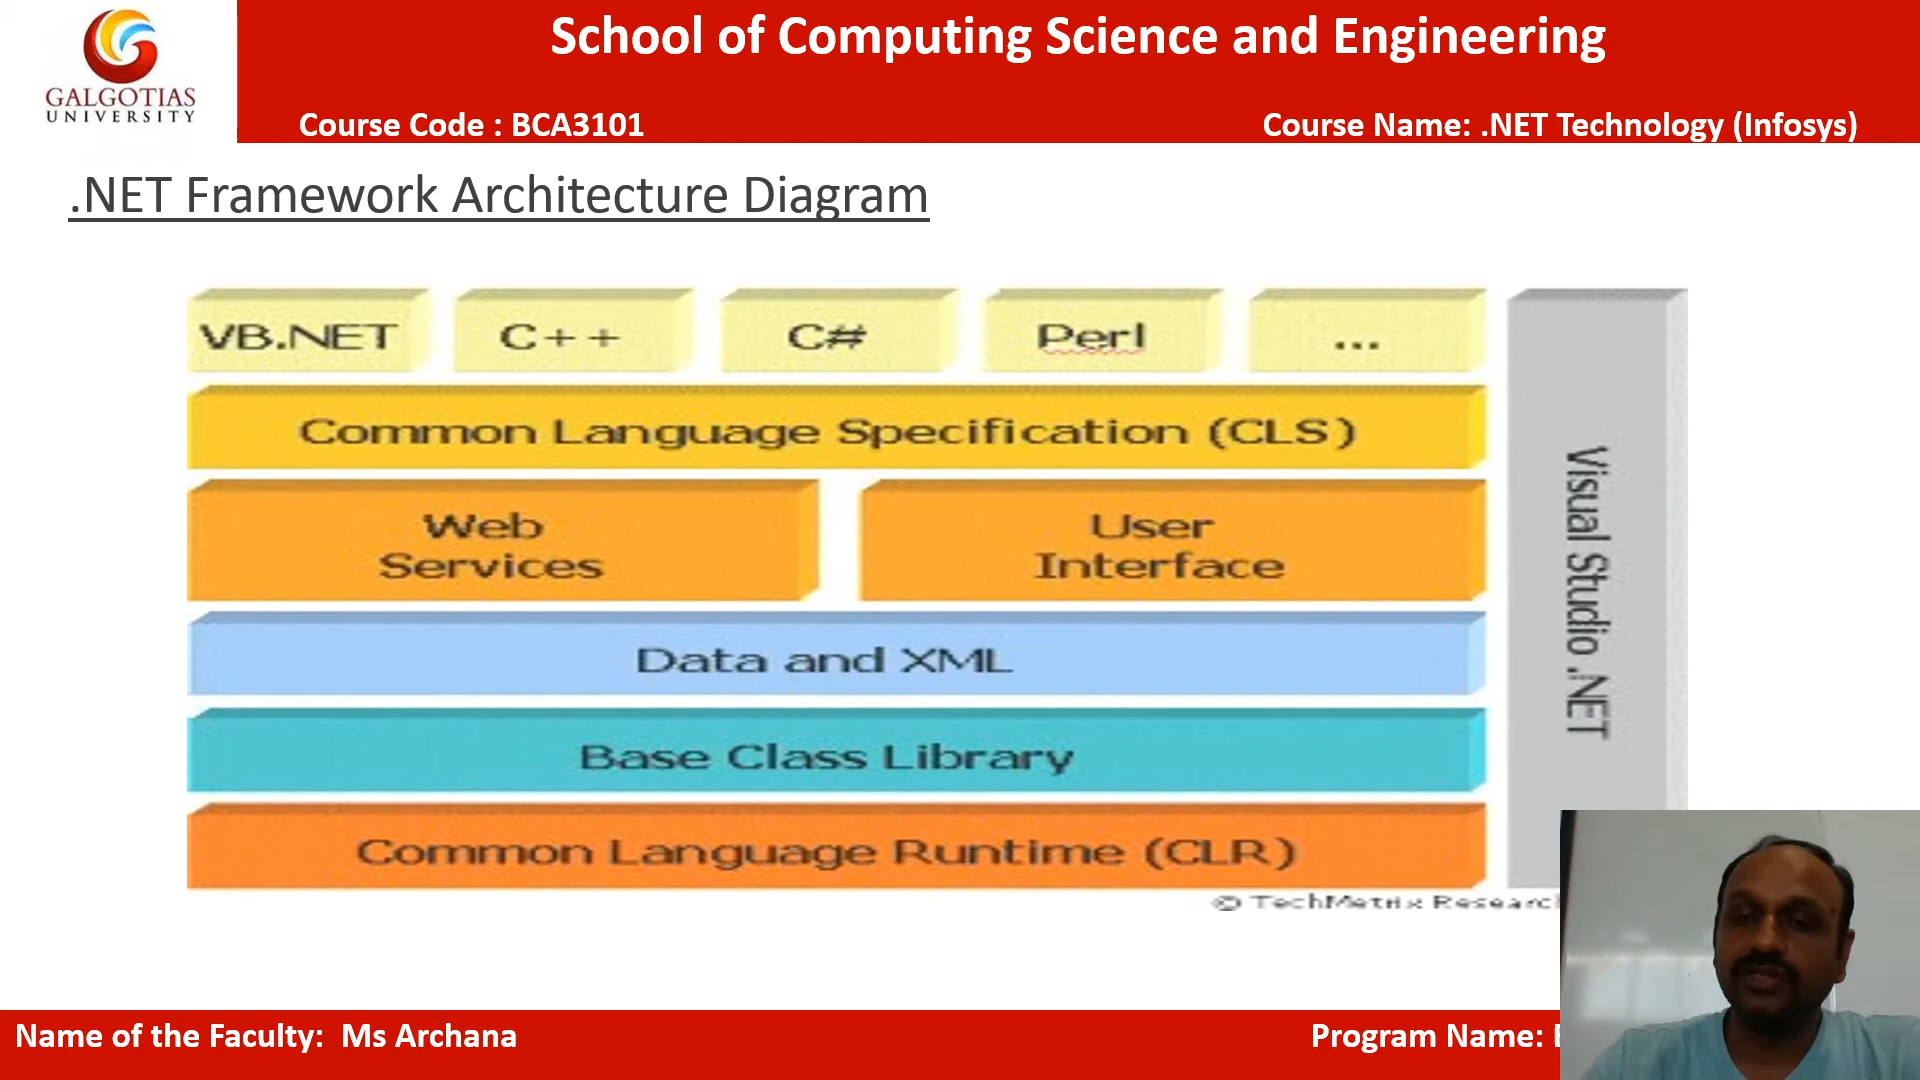 GALGOTIAS
UNIVERSITY
School of Computing Science and Engineering
Course Code : BCA3101
Course Name: .NET Technology (Infosys)
.NET Framework Architecture Diagram
VB.NET
C++
C#
Perl
...
Common Language Specification (CLS)
Web
Services
User
Interface
Data and XML
Base Class Library
Common Language Runtime (CLR)
Visual Studio .NET
© TechMetrix Research
Name of the Faculty: Ms Archana
Program Name: